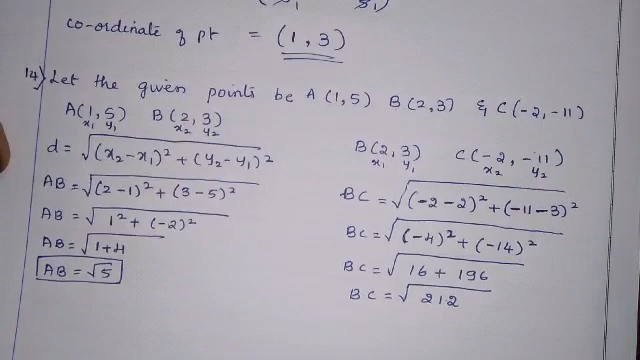 co-ordinate of pt = (1, 3)
14) Let the given points be A (1,5) B(2,3) & C(-2,-11)
A(1,5) B(2,3)
x₁ y₁ x₂ y₂
d = √(x₂-x₁)² + (y₂-y₁)²
AB = √(2-1)² + (3-5)²
AB = √1² + (-2)²
AB = √1+4
AB = √5
B(2,3) C(-2,-11)
x₁ y₁ x₂ y₂
BC = √(-2-2)² + (-11-3)²
BC = √(-4)² + (-14)²
BC = √16 + 196
BC = √212